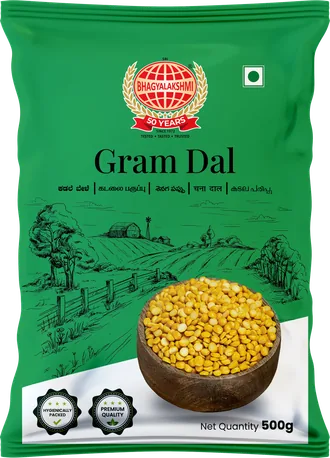 BHAGYALAKSHMI
50 YEARS
Gram Dal
ಕಡಲೆ ಬೇಳೆ | கடலை பருப்பு | శెనగ పప్పు | चना दाल | കടല പരിപ്പ്
HYGIENICALLY
PACKED
PREMIUM
QUALITY
Net Quantity 500g